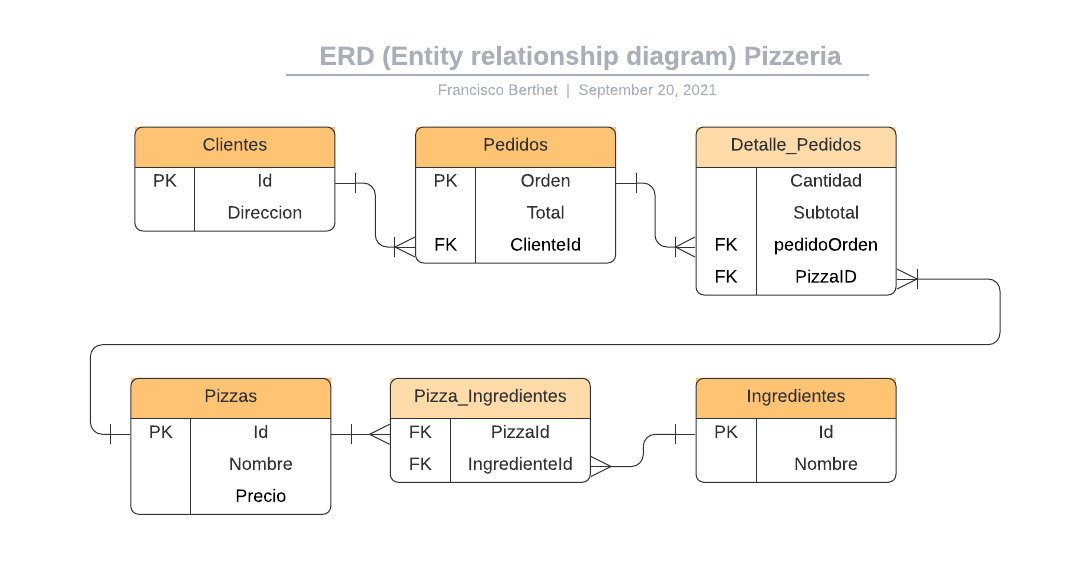 ERD (Entity relationship diagram) Pizzeria
Francisco Berthet | September 20, 2021
Clientes
PK Id
Direccion
Pedidos
PK Orden
Total
FK ClienteId
Detalle_Pedidos
Cantidad
Subtotal
FK pedidoOrden
FK PizzaID
Pizzas
PK Id
Nombre
Precio
Pizza_Ingredientes
FK PizzaId
FK IngredienteId
Ingredientes
PK Id
Nombre